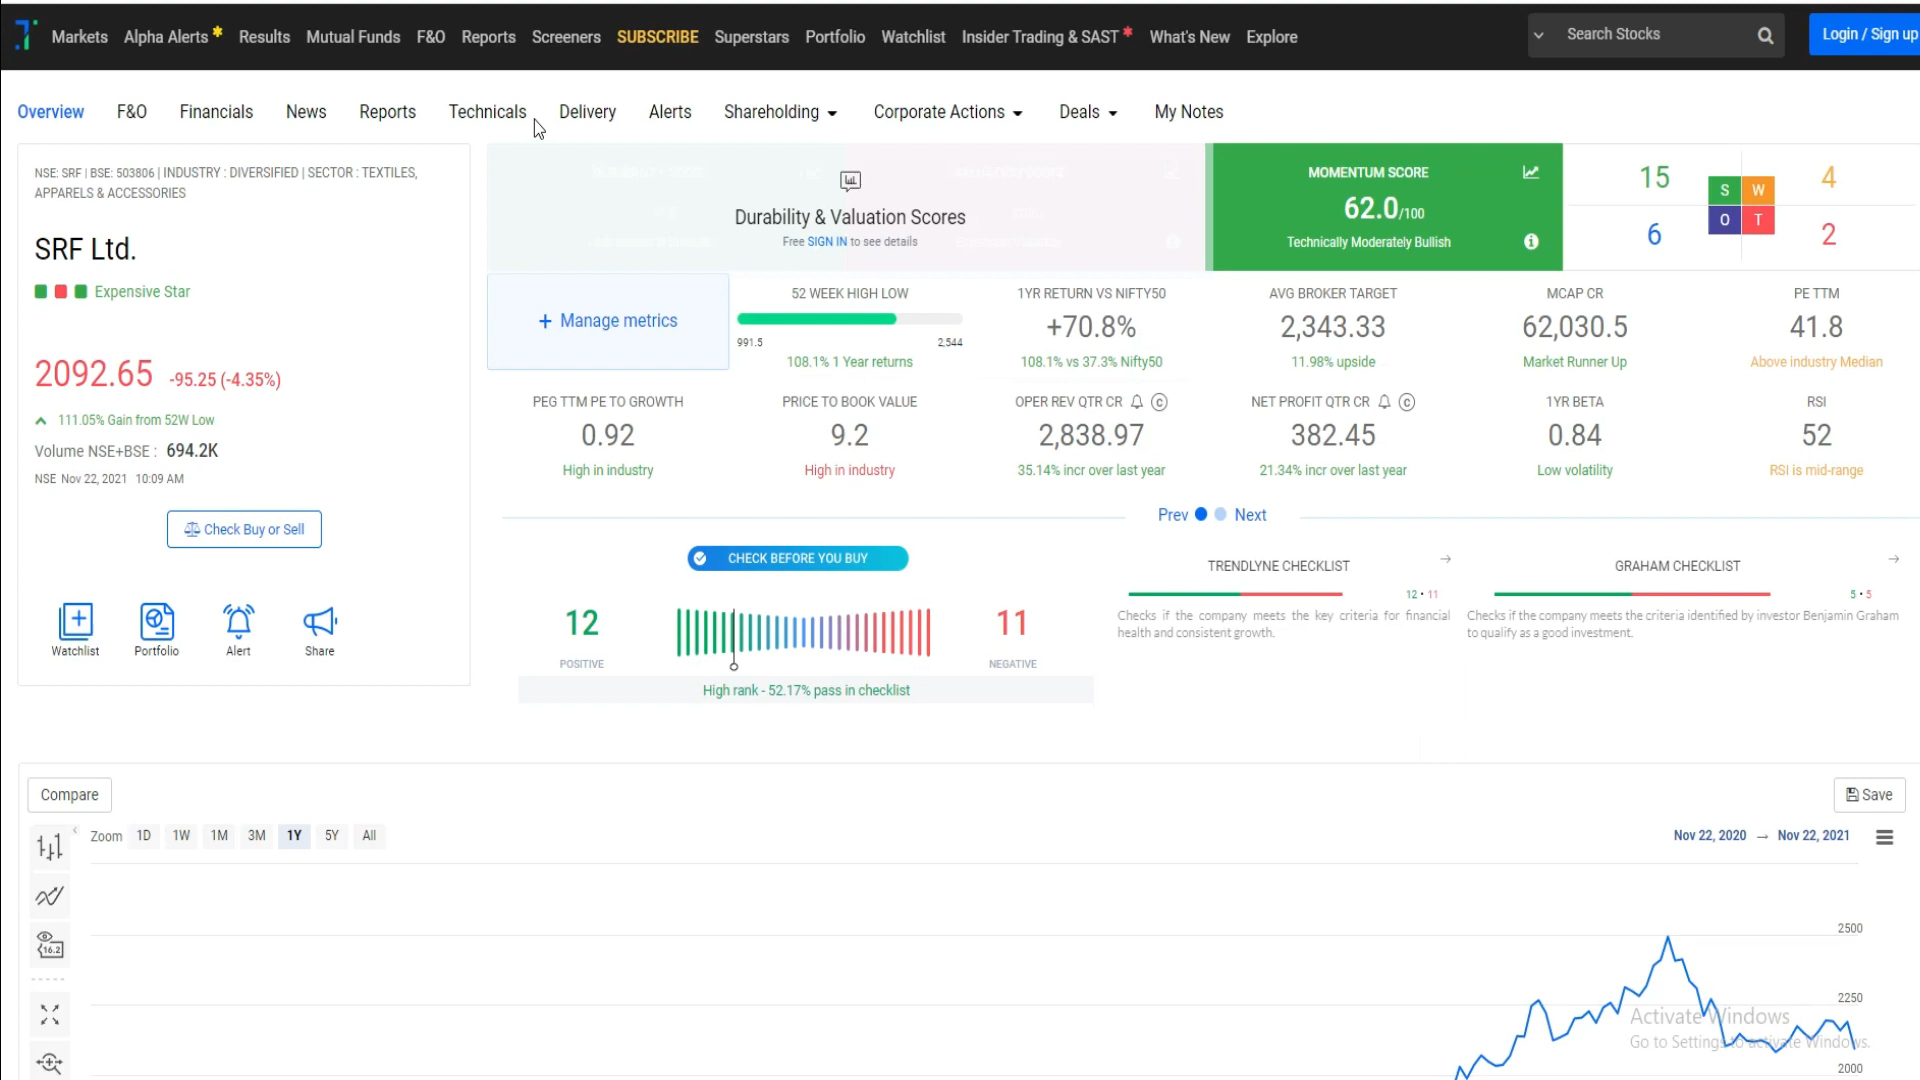 Markets Alpha Alerts * Results Mutual Funds F&O Reports Screeners SUBSCRIBE Superstars Portfolio Watchlist Insider Trading & SAST * What's New Explore
Search Stocks
Login / Sign up
Overview F&O Financials News Reports Technicals Delivery Alerts Shareholding Corporate Actions Deals My Notes
NSE: SRF | BSE: 503806 | INDUSTRY : DIVERSIFIED | SECTOR : TEXTILES,
APPARELS & ACCESSORIES
SRF Ltd.
Expensive Star
2092.65 -95.25 (-4.35%)
111.05% Gain from 52W Low
Volume NSE+BSE : 694.2K
NSE Nov 22, 2021 10:09 AM
Check Buy or Sell
Watchlist Portfolio Alert Share
Durability & Valuation Scores
Free SIGN IN to see details
MOMENTUM SCORE
62.0/100
Technically Moderately Bullish
15 S W 4
6 O T 2
+ Manage metrics
52 WEEK HIGH LOW
991.5 2,544
108.1% 1 Year returns
1YR RETURN VS NIFTY50
+70.8%
108.1% vs 37.3% Nifty50
AVG BROKER TARGET
2,343.33
11.98% upside
MCAP CR
62,030.5
Market Runner Up
PE TTM
41.8
Above industry Median
PEG TTM PE TO GROWTH
0.92
High in industry
PRICE TO BOOK VALUE
9.2
High in industry
OPER REV QTR CR C
2,838.97
35.14% incr over last year
NET PROFIT QTR CR C
382.45
21.34% incr over last year
1YR BETA
0.84
Low volatility
RSI
52
RSI is mid-range
Prev Next
CHECK BEFORE YOU BUY
12
POSITIVE
11
NEGATIVE
High rank - 52.17% pass in checklist
TRENDLYNE CHECKLIST
12 • 11
Checks if the company meets the key criteria for financial
health and consistent growth.
GRAHAM CHECKLIST
5 • 5
Checks if the company meets the criteria identified by investor Benjamin Graham
to qualify as a good investment.
Compare
Save
Zoom 1D 1W 1M 3M 1Y 5Y All
Nov 22, 2020 → Nov 22, 2021
16.2
2500
2250
2000
Activate Windows
Go to Settings to activate Windows.